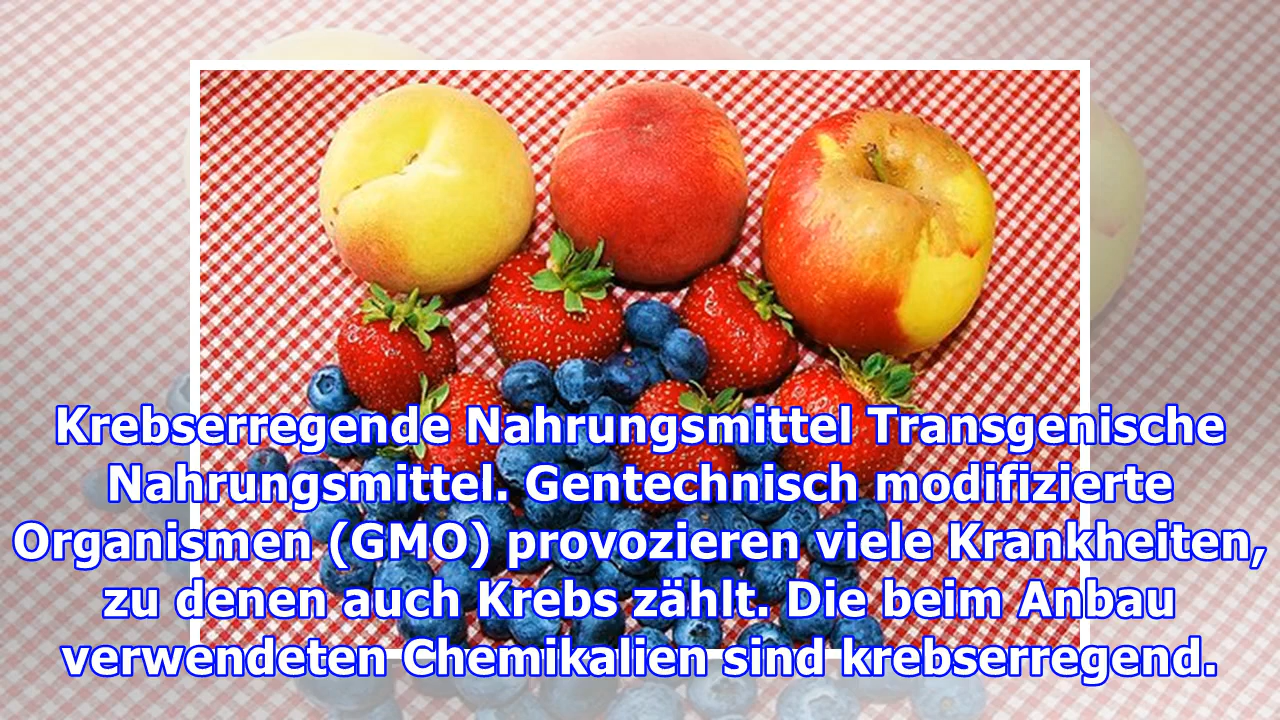 Krebserregende Nahrungsmittel Transgenische
Nahrungsmittel. Gentechnisch modifizierte
Organismen (GMO) provozieren viele Krankheiten,
zu denen auch Krebs zählt. Die beim Anbau
verwendeten Chemikalien sind krebserregend.